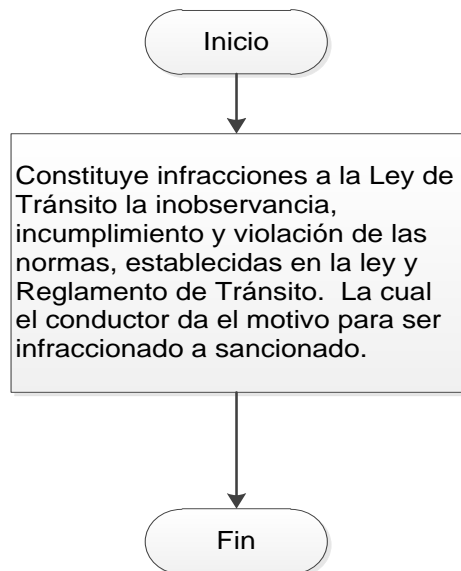 Inicio
Constituye infracciones a la Ley de
Tránsito la inobservancia,
incumplimiento y violación de las
normas, establecidas en la ley y
Reglamento de Tránsito.  La cual
el conductor da el motivo para ser
infraccionado a sancionado.
Fin